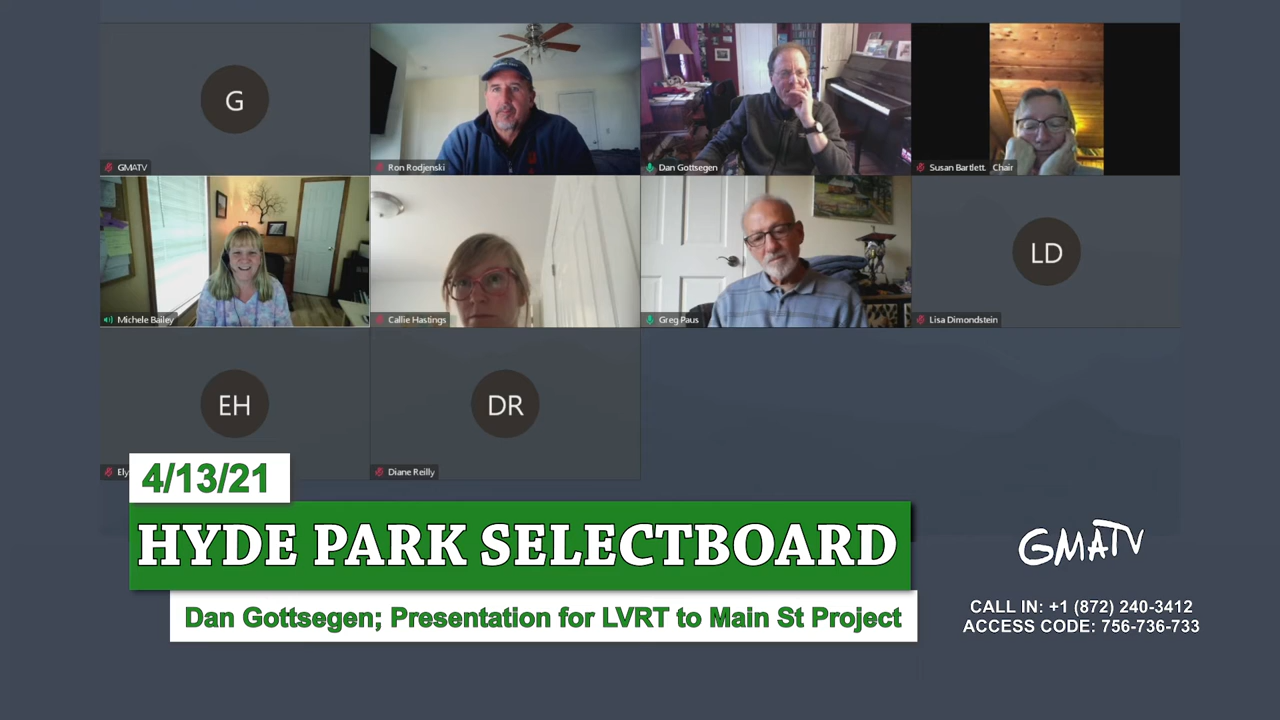 G
GMATV
Ron Rodjenski
Dan Gottsegen
Susan Bartlett Chair
Michele Bailey
Callie Hastings
Greg Paus
LD
Lisa Dimondstein
EH
DR
Ely
Diane Reilly
4/13/21
HYDE PARK SELECTBOARD
Dan Gottsegen; Presentation for LVRT to Main St Project
GMATV
CALL IN: +1 (872) 240-3412
ACCESS CODE: 756-736-733